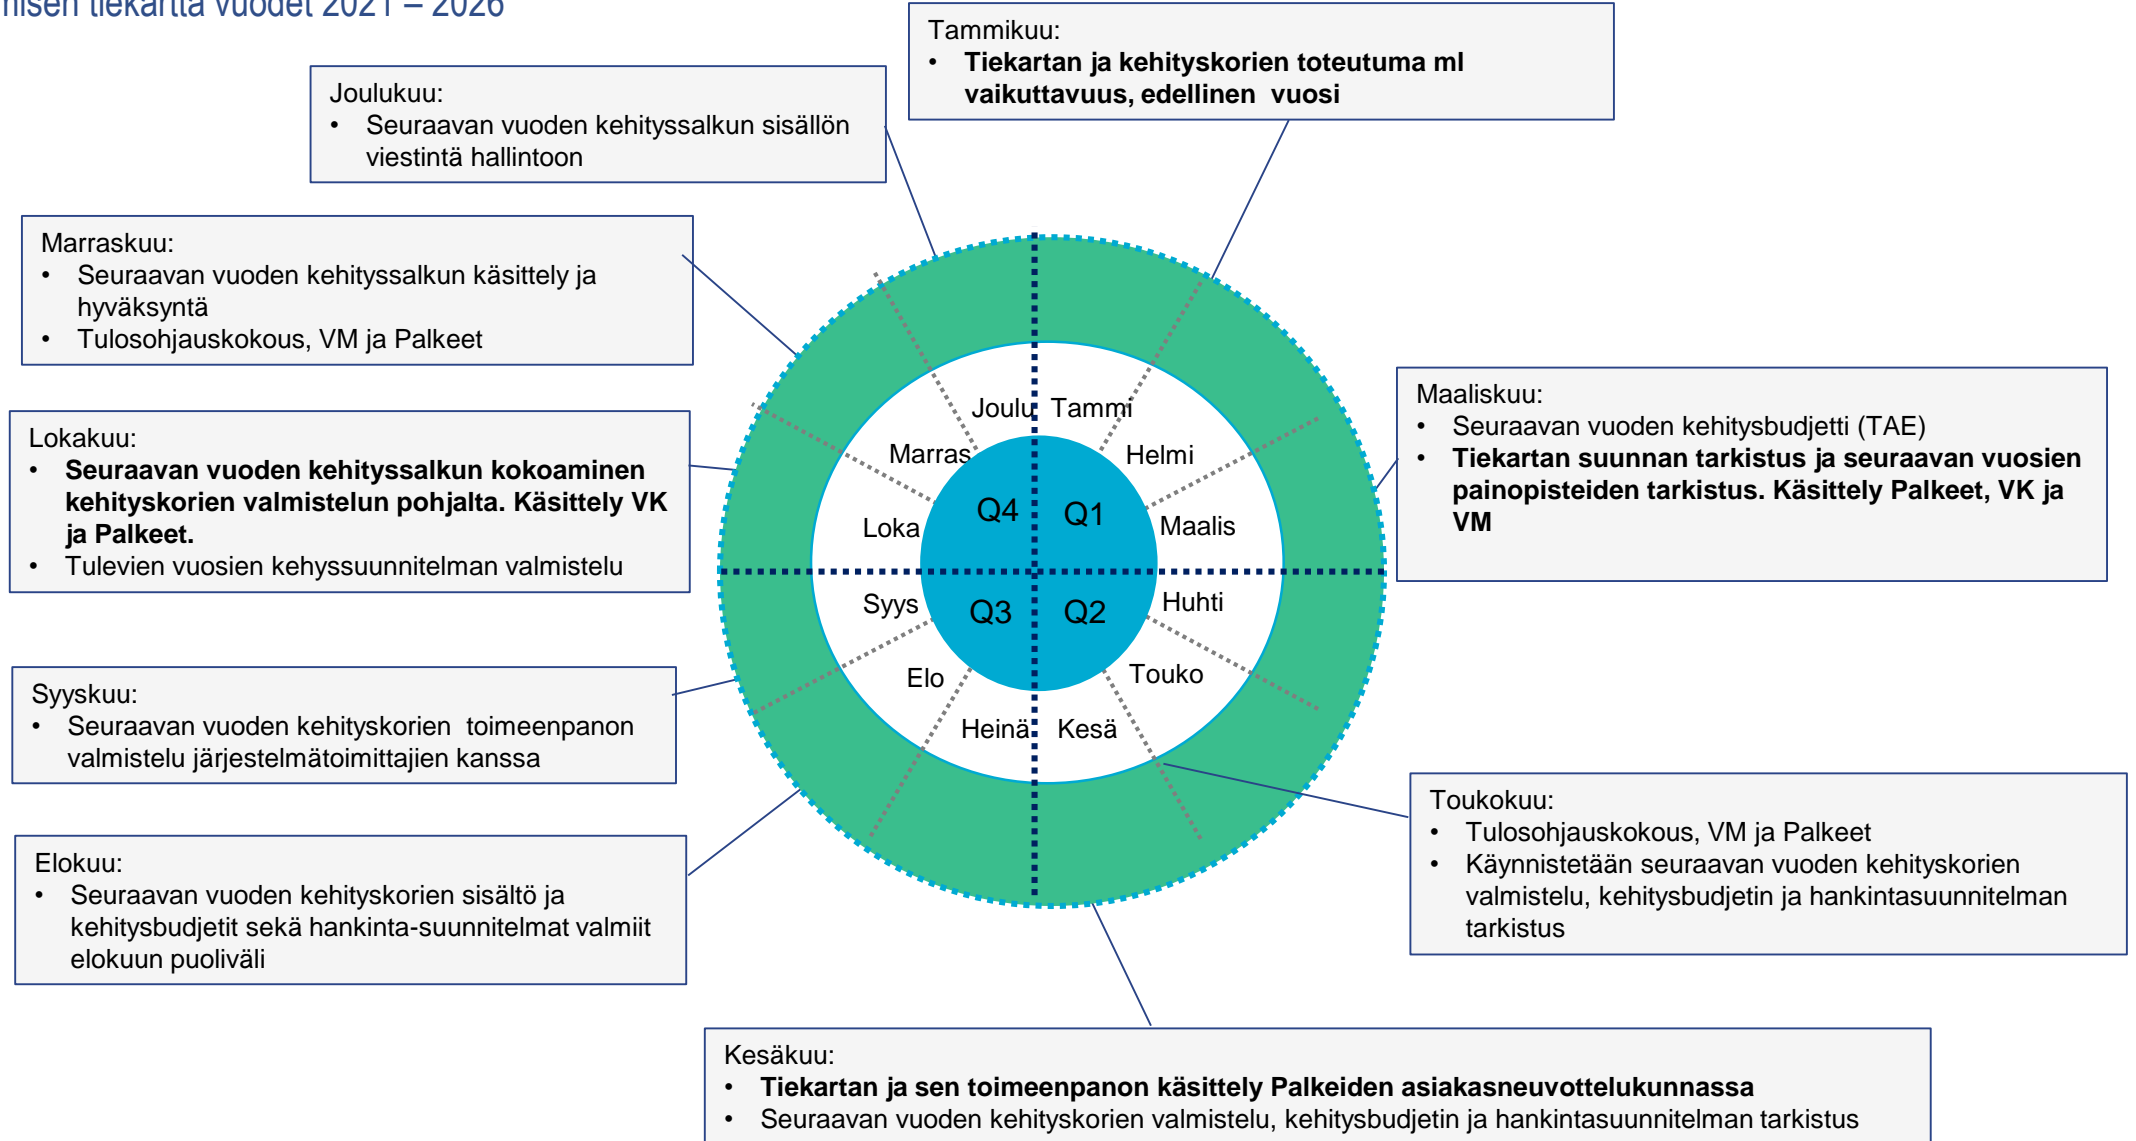 tiekartta vuodet 2021 – 2026
Tammikuu:
• Tiekartan ja kehityskorien toteutuma ml
vaikuttavuus, edellinen vuosi
Joulukuu:
• Seuraavan vuoden kehityssalkun sisällön
viestintä hallintoon
Marraskuu:
• Seuraavan vuoden kehityssalkun käsittely ja
hyväksyntä
• Tulosohjauskokous, VM ja Palkeet
Lokakuu:
• Seuraavan vuoden kehityssalkun kokoaminen
kehityskorien valmistelun pohjalta. Käsittely VK
ja Palkeet.
• Tulevien vuosien kehyssuunnitelman valmistelu
Syyskuu:
• Seuraavan vuoden kehityskorien toimeenpanon
valmistelu järjestelmätoimittajien kanssa
Elokuu:
• Seuraavan vuoden kehityskorien sisältö ja
kehitysbudjetit sekä hankinta-suunnitelmat valmiit
elokuun puoliväli
Joulu Tammi
Marras Helmi
Q4 Q1
Loka Maalis
Syys Huhti
Q3 Q2
Elo Touko
Heinä Kesä
Maaliskuu:
• Seuraavan vuoden kehitysbudjetti (TAE)
• Tiekartan suunnan tarkistus ja seuraavan vuosien
painopisteiden tarkistus. Käsittely Palkeet, VK ja
VM
Toukokuu:
• Tulosohjauskokous, VM ja Palkeet
• Käynnistetään seuraavan vuoden kehityskorien
valmistelu, kehitysbudjetin ja hankintasuunnitelman
tarkistus
Kesäkuu:
• Tiekartan ja sen toimeenpanon käsittely Palkeiden asiakasneuvottelukunnassa
• Seuraavan vuoden kehityskorien valmistelu, kehitysbudjetin ja hankintasuunnitelman tarkistus